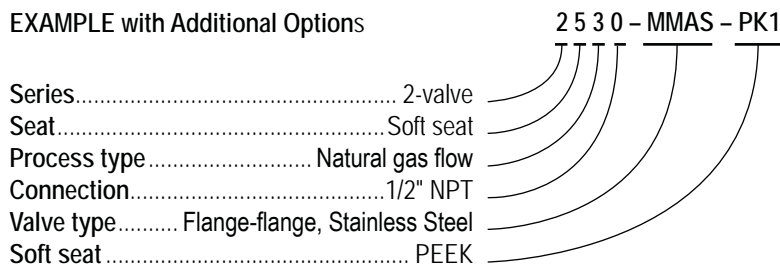 EXAMPLE with Additional Options 2 5 3 0 – MMAS – PK1
Series..................................................... 2-valve
Seat......................................................Soft seat
Process type........................... Natural gas flow
Connection..........................................1/2" NPT
Valve type.......... Flange-flange, Stainless Steel
Soft seat .................................................. PEEK